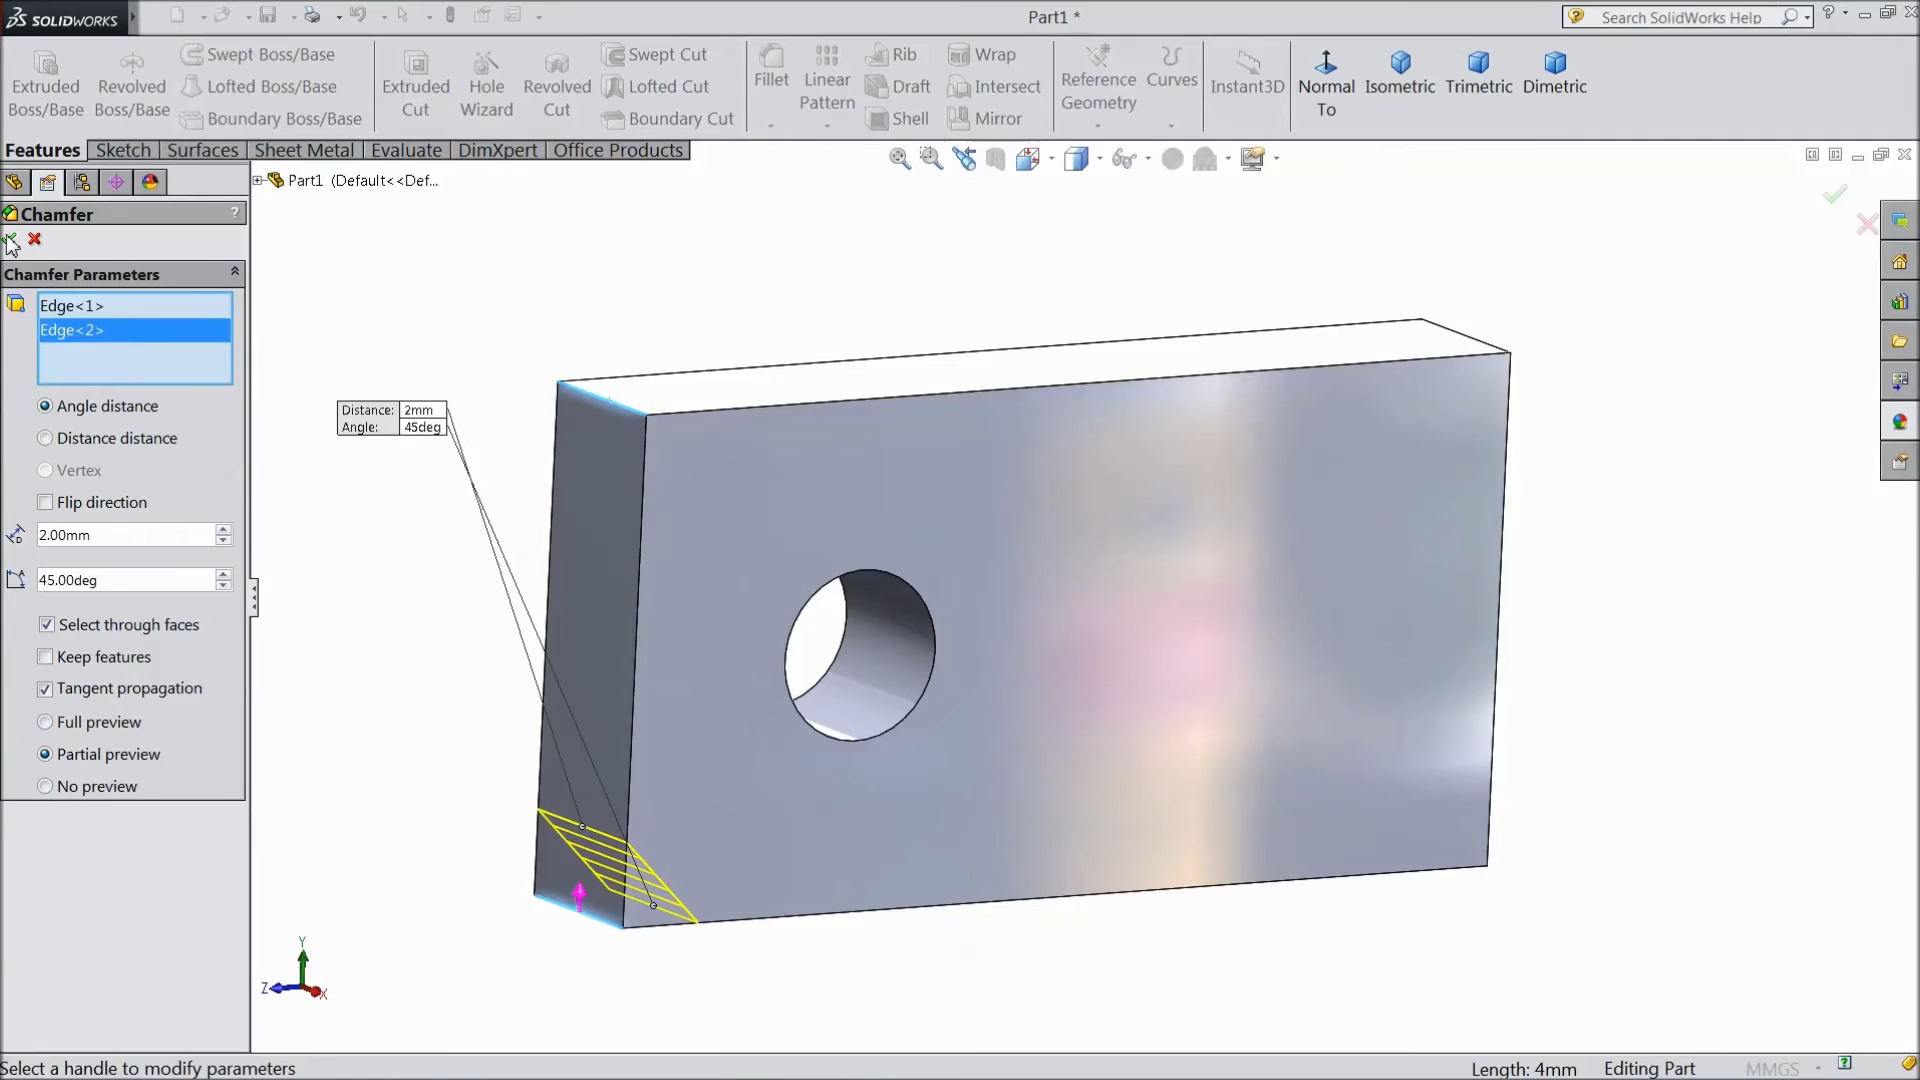 SOLIDWORKS
Part1 *
Search SolidWorks Help
?
Extruded Boss/Base
Revolved Boss/Base
Swept Boss/Base
Lofted Boss/Base
Boundary Boss/Base
Extruded Cut
Hole Wizard
Revolved Cut
Swept Cut
Lofted Cut
Boundary Cut
Fillet
Linear Pattern
Rib
Draft
Shell
Wrap
Intersect
Mirror
Reference Geometry
Curves
Instant3D
Normal To
Isometric
Trimetric
Dimetric
Features
Sketch
Surfaces
Sheet Metal
Evaluate
DimXpert
Office Products
Part1 (Default<<Def...
Chamfer
?
Chamfer Parameters
Edge<1>
Edge<2>
Angle distance
Distance distance
Vertex
Flip direction
2.00mm
45.00deg
Select through faces
Keep features
Tangent propagation
Full preview
Partial preview
No preview
Distance: 2mm
Angle: 45deg
Y
Z
X
Select a handle to modify parameters
Length: 4mm
Editing Part
MMGS
?